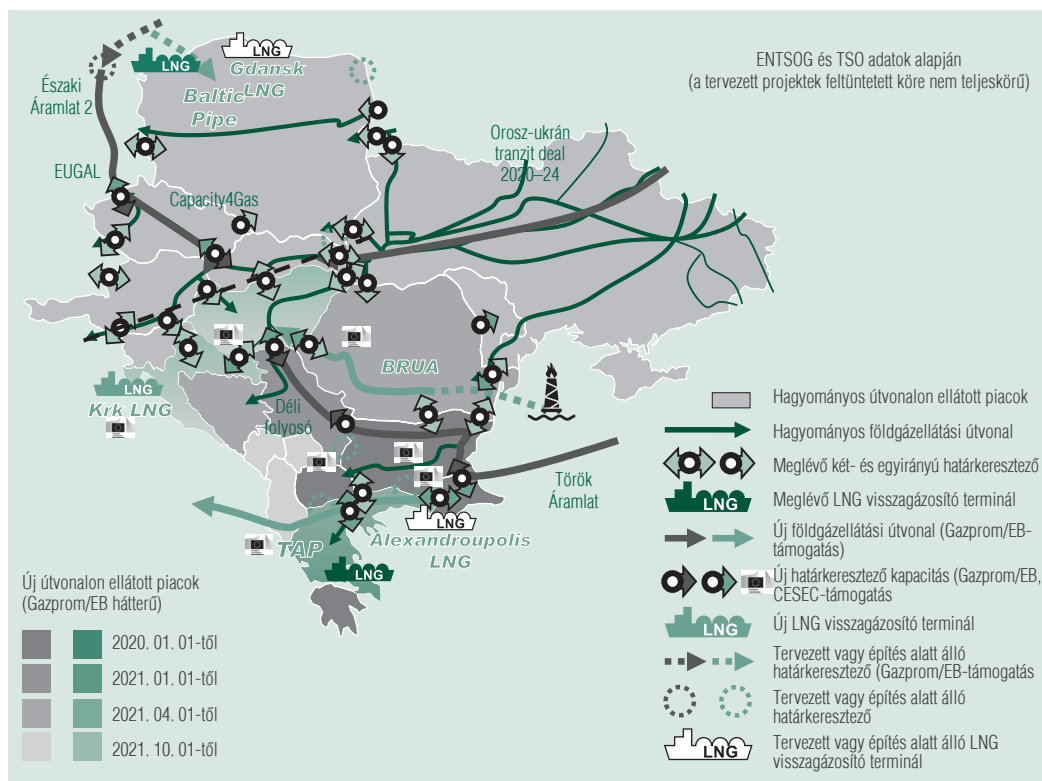 ENTSOG és TSO adatok alapján
(a tervezett projektek feltüntetett köre nem teljeskörű)
LNG
LNG
Gdansk
LNG
Baltic
Pipe
Északi
Áramlat 2
EUGAL
Capacity4Gas
Orosz-ukrán
tranzit deal
2020–24
BRUA
LNG
Krk LNG
Déli
folyosó
Török
Áramlat
TAP
LNG
Alexandroupolis
LNG
LNG
Hagyományos útvonalon ellátott piacok
Hagyományos földgázellátási útvonal
Meglévő két- és egyirányú határkeresztező
LNG
Meglévő LNG visszagázosító terminál
Új földgázellátási útvonal (Gazprom/EB-
támogatás)
Új határkeresztező kapacitás (Gazprom/EB,
CESEC-támogatás
LNG
Új LNG visszagázosító terminál
Tervezett vagy építés alatt álló
határkeresztező (Gazprom/EB-támogatás
Tervezett vagy építés alatt álló
határkeresztező
LNG
Tervezett vagy építés alatt álló LNG
visszagázosító terminál
Új útvonalon ellátott piacok
(Gazprom/EB hátterű)
2020. 01. 01-től
2021. 01. 01-től
2021. 04. 01-től
2021. 10. 01-től